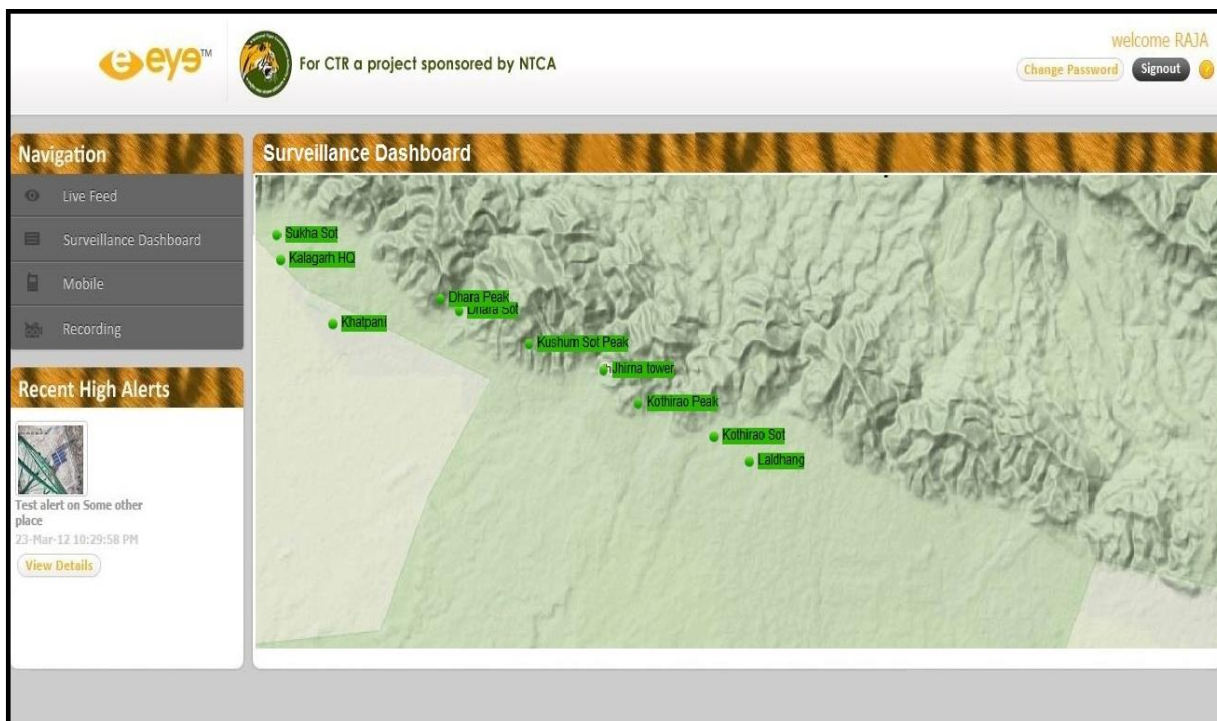 e eye™
For CTR a project sponsored by NTCA
welcome RAJA
Change Password
Signout
?
Navigation
Live Feed
Surveillance Dashboard
Mobile
Recording
Recent High Alerts
Test alert on Some other
place
23-Mar-12 10:29:58 PM
View Details
Surveillance Dashboard
Sukha Sot
Kalagarh HQ
Dhara Peak
Dhara Sot
Khatpani
Kushum Sot Peak
Jhirna tower
Kothirao Peak
Kothirao Sot
Laldhang